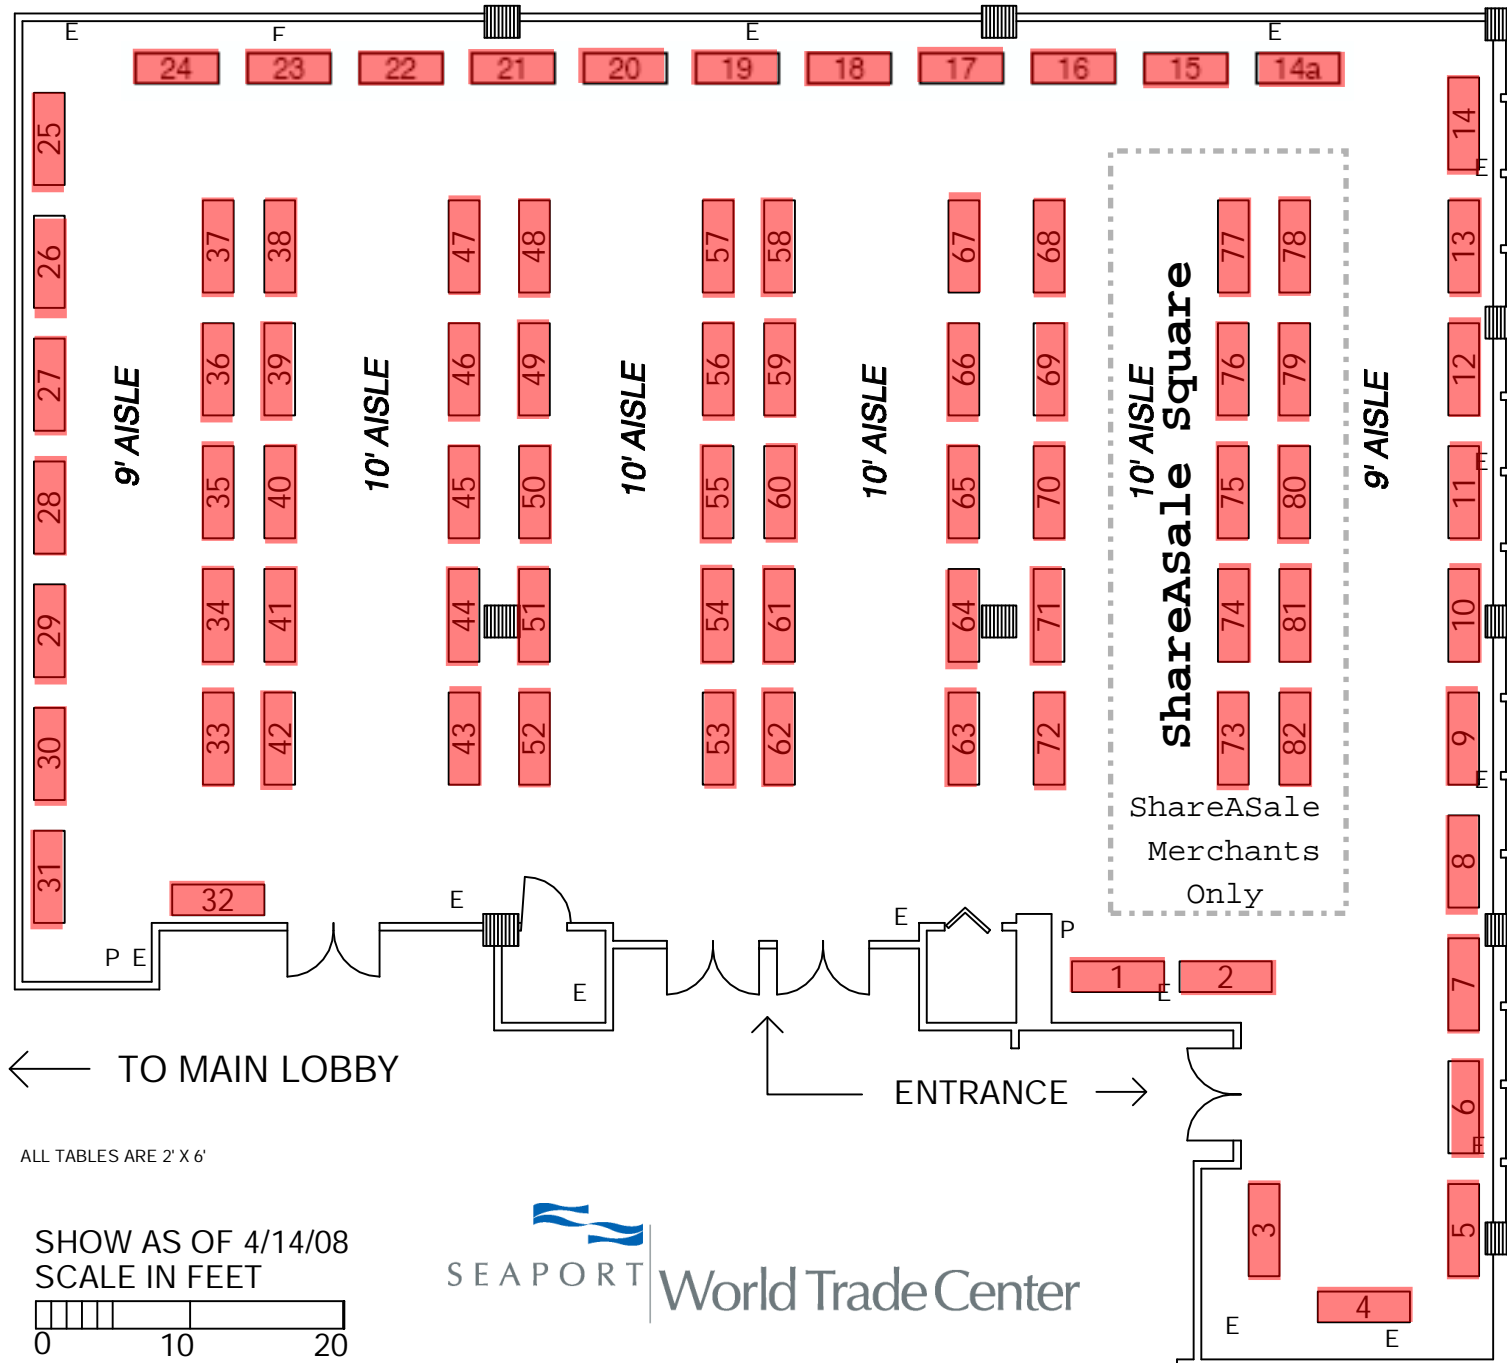 E F E E
24 23 22 21 20 19 18 17 16 15 14a
25 14
E
26 37 38 47 48 57 58 67 68 77 78 13
27 36 39 46 49 56 59 66 69 76 79 12
9' AISLE 10' AISLE 10' AISLE 10' AISLE 10' AISLE 9' AISLE
ShareASale Square
E
28 35 40 45 50 55 60 65 70 75 80 11
29 34 41 44 51 54 61 64 71 74 81 10
30 33 42 43 52 53 62 63 72 73 82 9
E
ShareASale
Merchants
Only
31 8
32 E E P
P E
7
1 E 2
E
TO MAIN LOBBY
ENTRANCE
6
E
ALL TABLES ARE 2' X 6'
3 5
4
E E
SHOW AS OF 4/14/08
SCALE IN FEET
0 10 20
SEAPORT World Trade Center